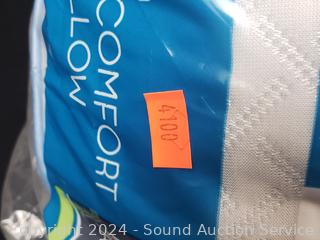 COMFORT
LLOW
4100
Copyright 2024 - Sound Auction Service